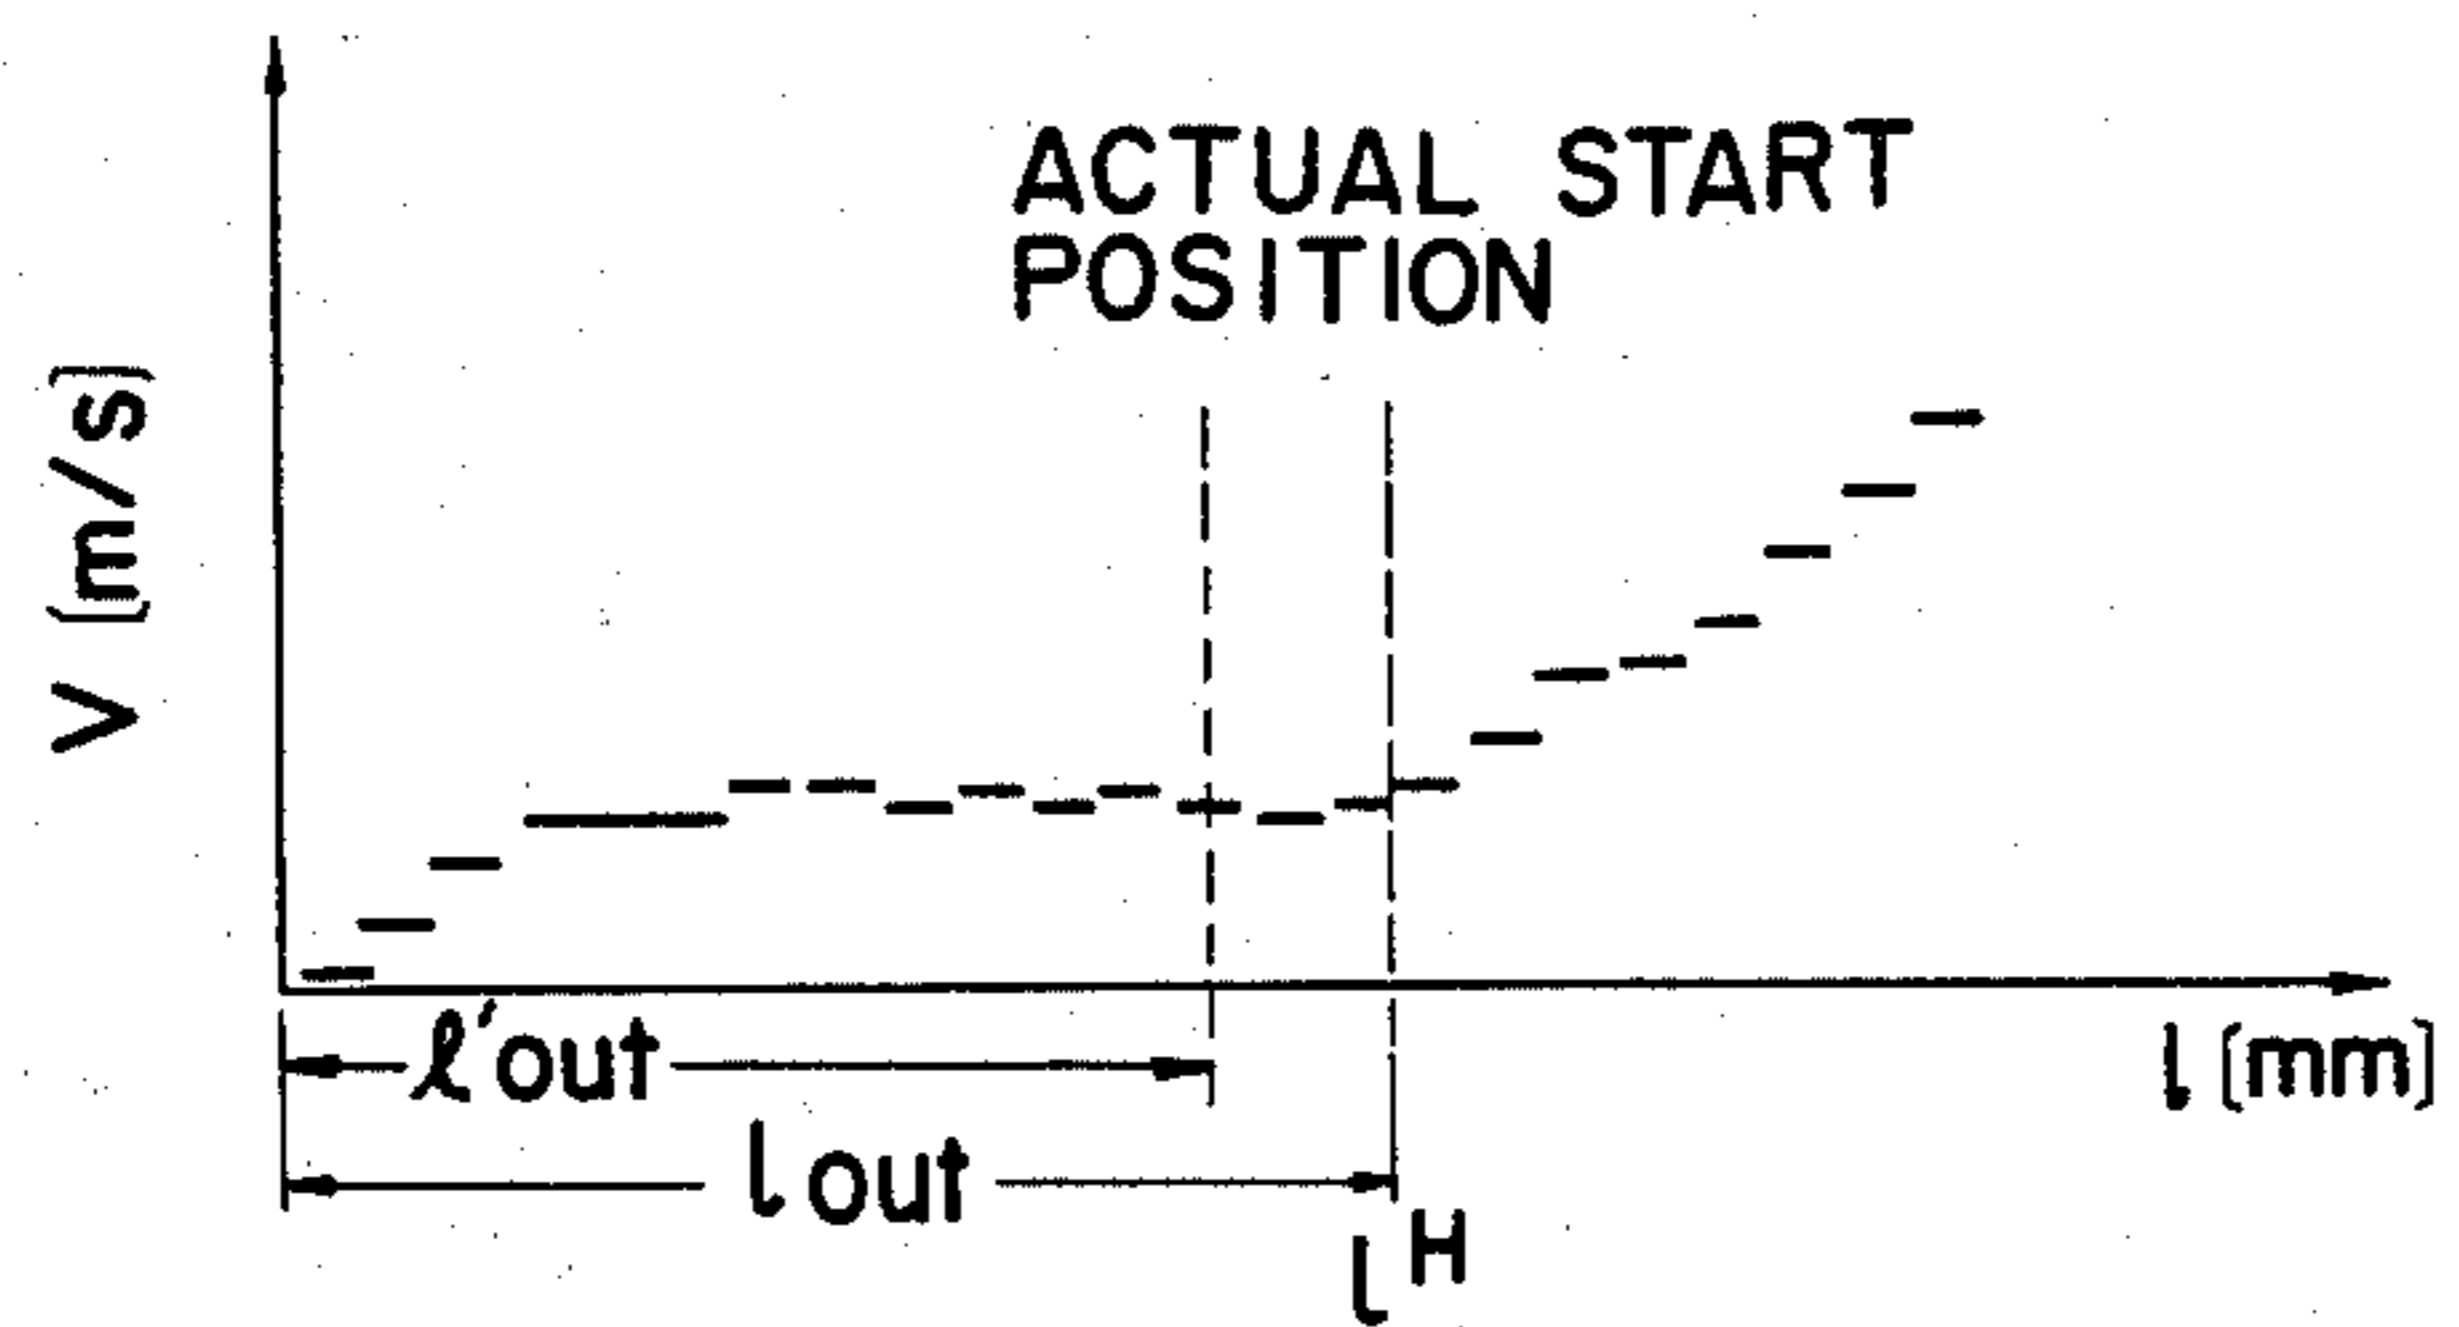 ACTUAL START
POSITION
V [m/s]
ℓ'out
l [mm]
l out
l^H